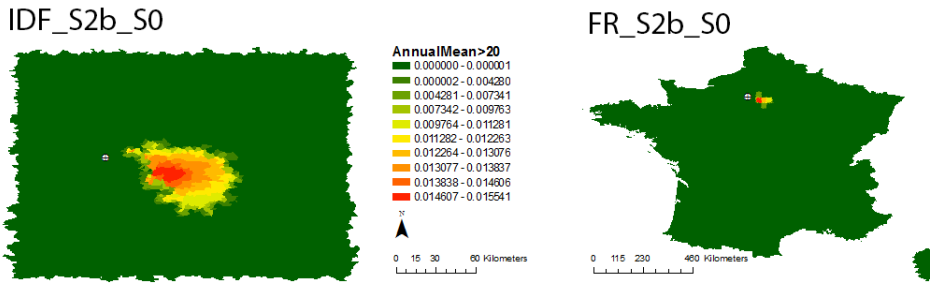 IDF_S2b_S0
FR_S2b_S0
AnnualMean>20
0.000000 - 0.000001
0.000002 - 0.004280
0.004281 - 0.007341
0.007342 - 0.009763
0.009764 - 0.011281
0.011282 - 0.012263
0.012264 - 0.013076
0.013077 - 0.013837
0.013838 - 0.014606
0.014607 - 0.015541
N
0 15 30 60 Kilometers
0 115 230 460 Kilometers